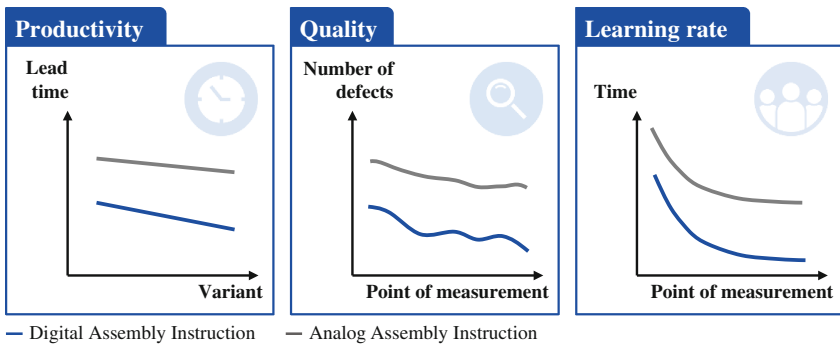 Productivity
Lead
time
Variant
Quality
Number of
defects
Point of measurement
Learning rate
Time
Point of measurement
Digital Assembly Instruction
Analog Assembly Instruction